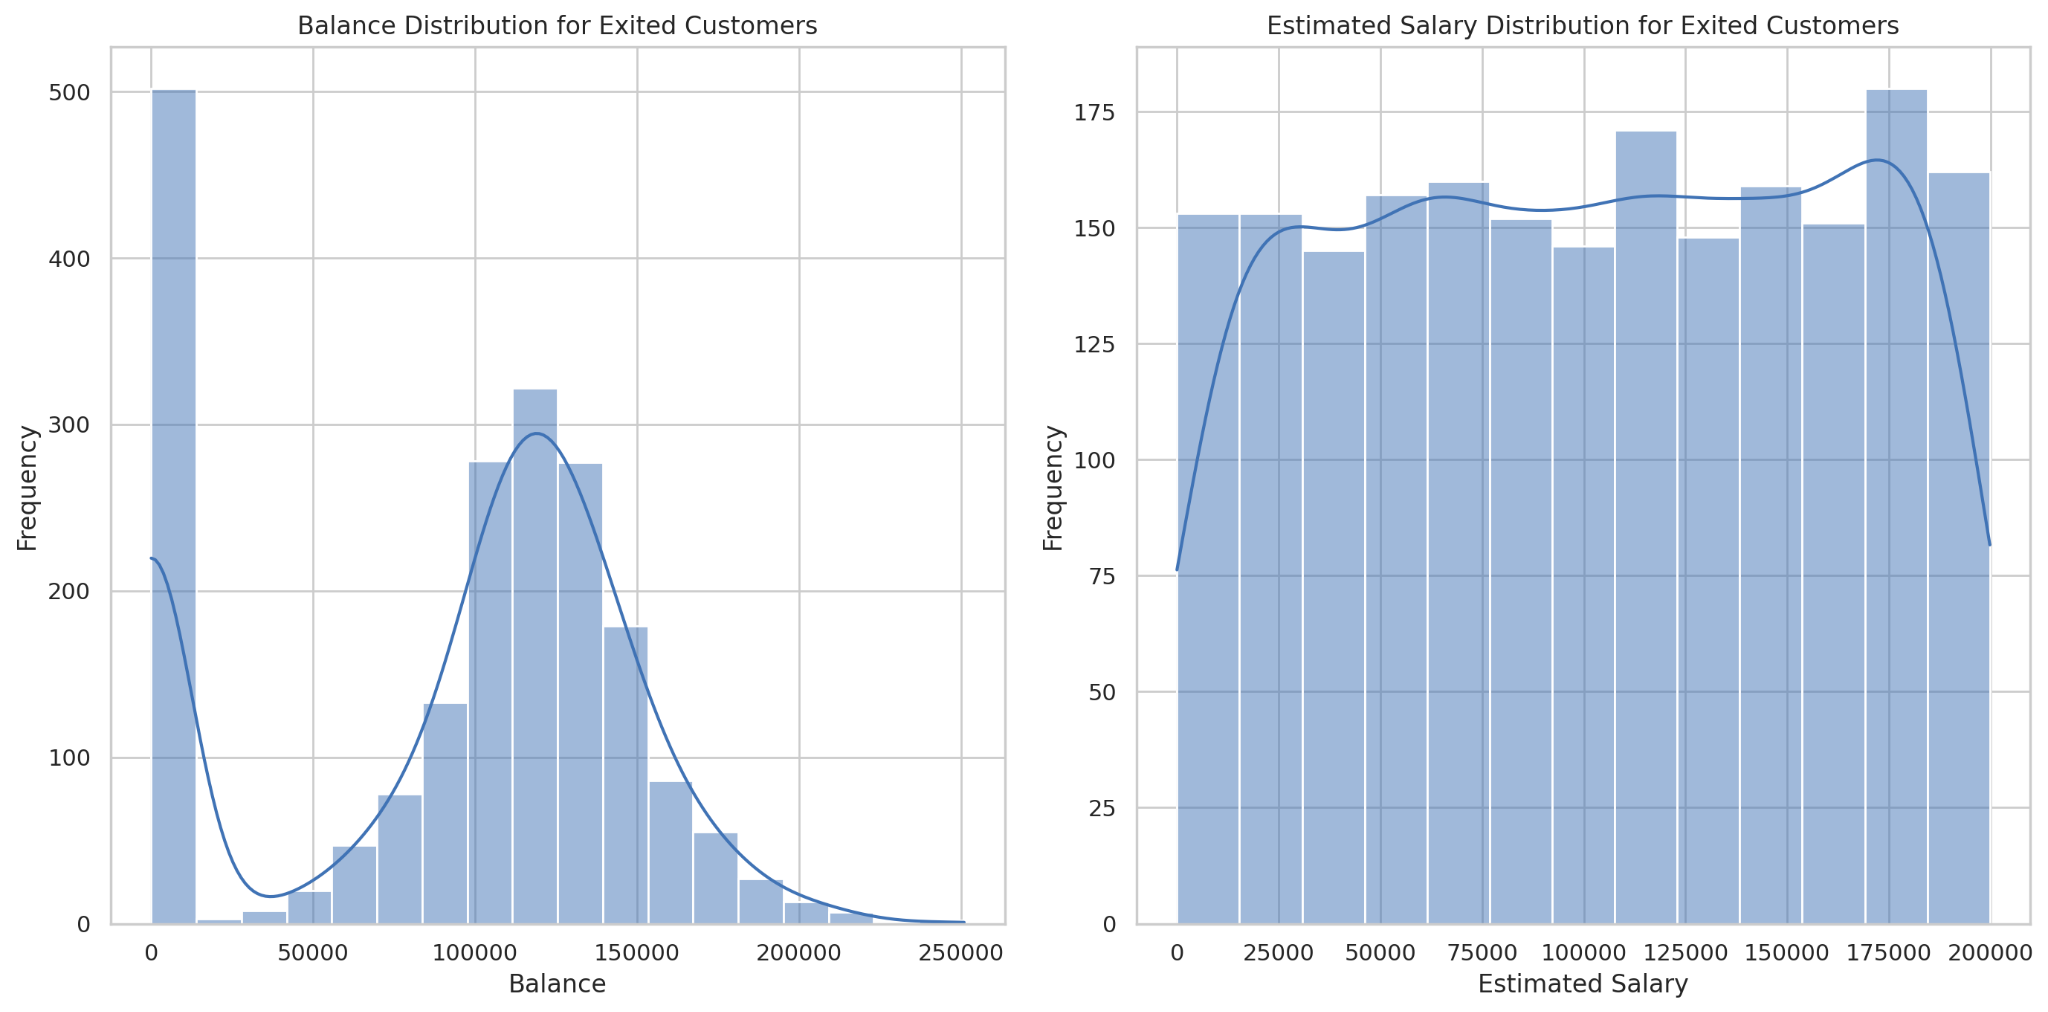 Balance Distribution for Exited Customers
500
400
300
200
100
0
Frequency
0 50000 100000 150000 200000 250000
Balance
Estimated Salary Distribution for Exited Customers
175
150
125
100
75
50
25
0
Frequency
0 25000 50000 75000 100000 125000 150000 175000 200000
Estimated Salary